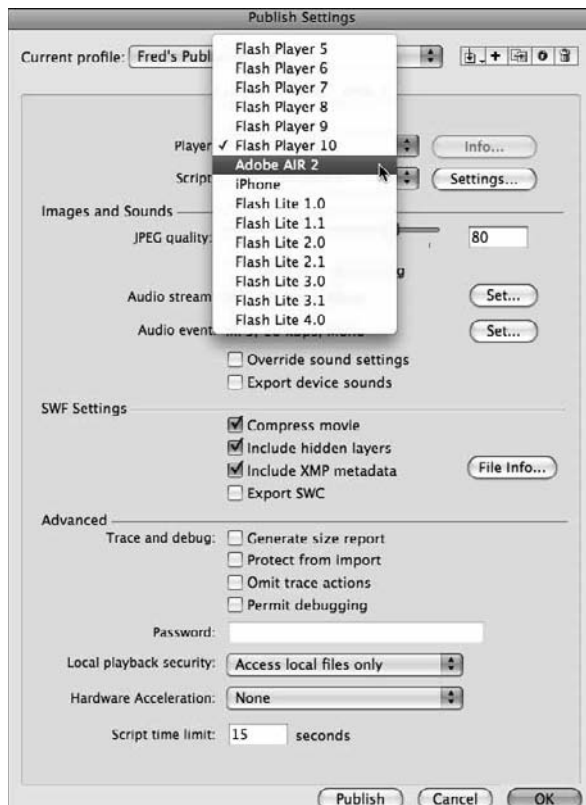 Publish Settings
Current profile: Fred's Publ
Flash Player 5
Flash Player 6
Flash Player 7
Flash Player 8
Flash Player 9
Player ✓ Flash Player 10 Info...
Adobe AIR 2
Script iPhone Settings...
Flash Lite 1.0
Images and Sounds
Flash Lite 1.1
JPEG quality: Flash Lite 2.0 80
Flash Lite 2.1
Flash Lite 3.0
Audio stream Flash Lite 3.1 Set...
Flash Lite 4.0
Audio event: Set...
Override sound settings
Export device sounds
SWF Settings
Compress movie
Include hidden layers
Include XMP metadata File Info...
Export SWC
Advanced
Trace and debug: Generate size report
Protect from import
Omit trace actions
Permit debugging
Password:
Local playback security: Access local files only
Hardware Acceleration: None
Script time limit: 15 seconds
Publish Cancel OK